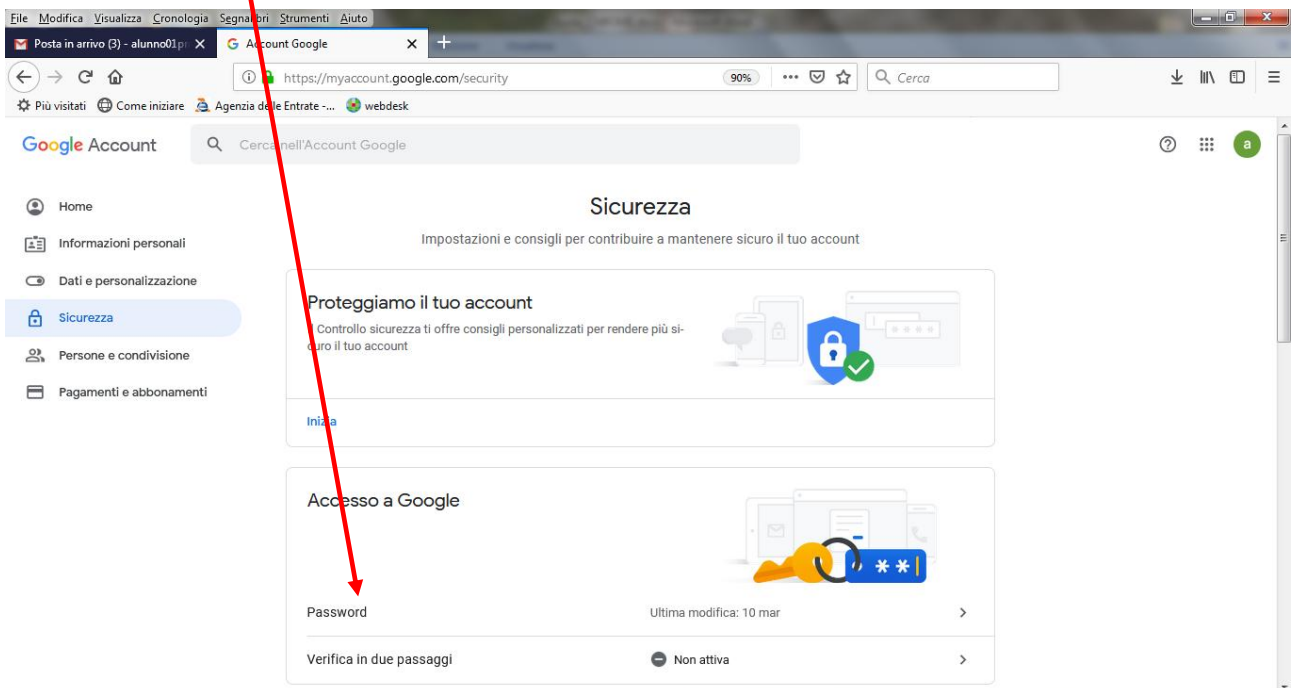 File Modifica Visualizza Cronologia Segnalibri Strumenti Aiuto
Posta in arrivo (3) - alunno01pr
Account Google
https://myaccount.google.com/security
90%
Cerca
Più visitati Come iniziare Agenzia delle Entrate -... webdesk
Google Account
Cerca nell'Account Google
a
Home
Informazioni personali
Dati e personalizzazione
Sicurezza
Persone e condivisione
Pagamenti e abbonamenti
Sicurezza
Impostazioni e consigli per contribuire a mantenere sicuro il tuo account
Proteggiamo il tuo account
Il Controllo sicurezza ti offre consigli personalizzati per rendere più si-
curo il tuo account
Inizia
Accesso a Google
Password
Ultima modifica: 10 mar
Verifica in due passaggi
Non attiva